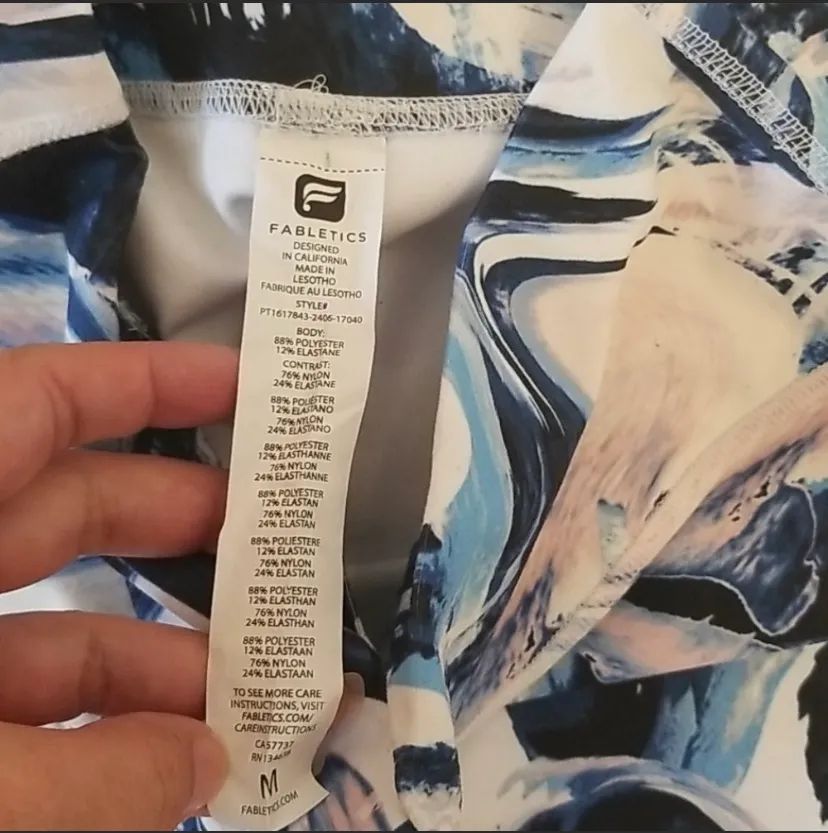 FABLETICS
DESIGNED
IN CALIFORNIA
MADE IN
LESOTHO
FABRIQUE AU LESOTHO
STYLE#
PT1617843-2406-17040
BODY:
88% POLYESTER
12% ELASTANE
CONTRAST:
76% NYLON
24% ELASTANE
88% POLIÉSTER
12% ELASTANO
76% NYLON
24% ELASTANO
88% POLYESTER
12% ELASTHANNE
76% NYLON
24% ELASTHANNE
88% POLYESTER
12% ELASTAN
76% NYLON
24% ELASTAN
88% POLIESTERE
12% ELASTAN
76% NYLON
24% ELASTAN
88% POLYESTER
12% ELASTHAN
76% NYLON
24% ELASTHAN
88% POLYESTER
12% ELASTAAN
76% NYLON
24% ELASTAAN
TO SEE MORE CARE
INSTRUCTIONS, VISIT
FABLETICS.COM/
CAREINSTRUCTIONS
CA57737
M
FABLETICS.COM